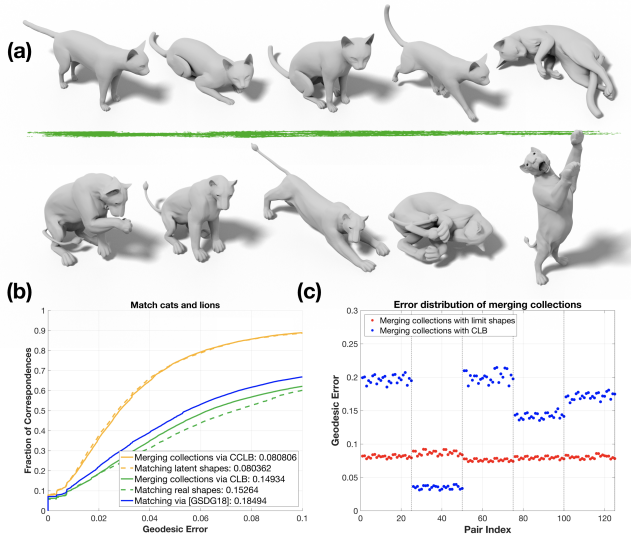 (a)
(b)
Match cats and lions
Fraction of Correspondences
1
0.9
0.8
0.7
0.6
0.5
0.4
0.3
0.2
0.1
0
Merging collections via CCLB: 0.080806
Matching latent shapes: 0.080362
Merging collections via CLB: 0.14934
Matching real shapes: 0.15264
Matching via [GSDG18]: 0.18494
0 0.02 0.04 0.06 0.08 0.1
Geodesic Error
(c)
Error distribution of merging collections
Geodesic Error
0.3
0.25
0.2
0.15
0.1
0.05
0
Merging collections with limit shapes
Merging collections with CLB
0 20 40 60 80 100 120
Pair Index